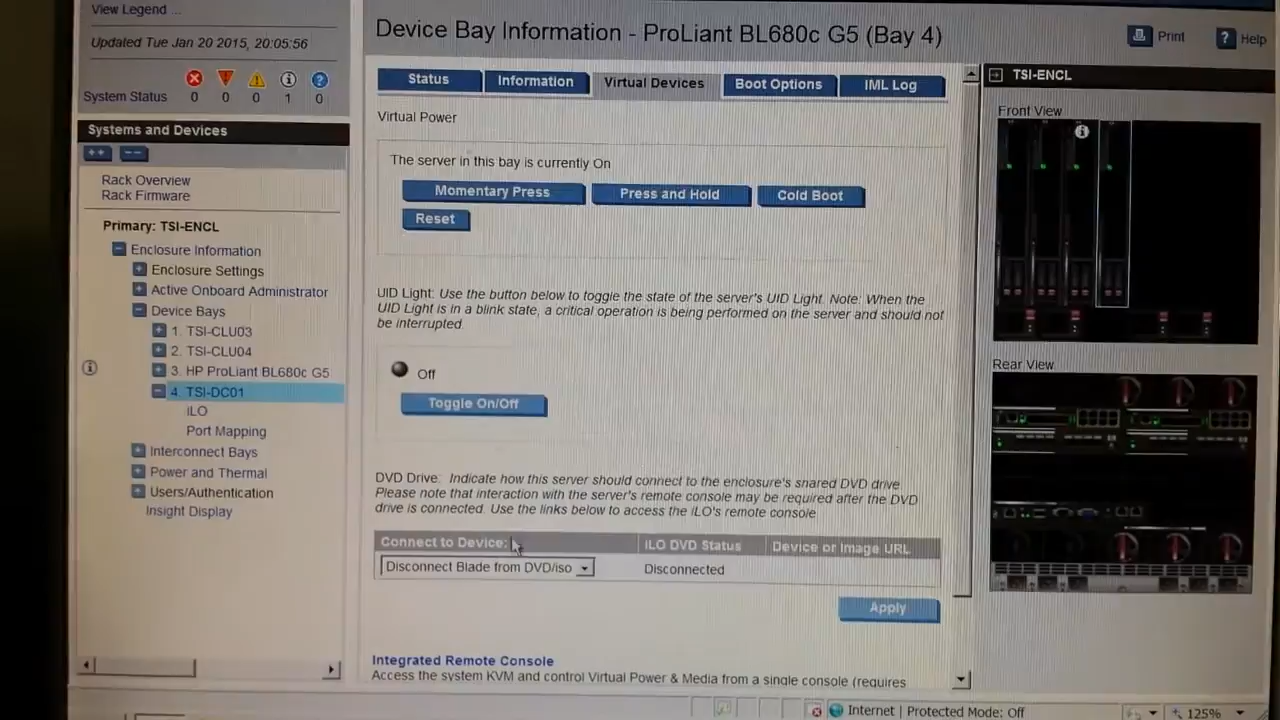 View Legend ...
Updated Tue Jan 20 2015, 20:05:56
System Status 0 0 0 1 0
Systems and Devices
Rack Overview
Rack Firmware
Primary: TSI-ENCL
Enclosure Information
Enclosure Settings
Active Onboard Administrator
Device Bays
1. TSI-CLU03
2. TSI-CLU04
3. HP ProLiant BL680c G5
4. TSI-DC01
iLO
Port Mapping
Interconnect Bays
Power and Thermal
Users/Authentication
Insight Display
Device Bay Information - ProLiant BL680c G5 (Bay 4)
Print
Help
Status Information Virtual Devices Boot Options IML Log
Virtual Power
The server in this bay is currently On
Momentary Press Press and Hold Cold Boot
Reset
UID Light: Use the button below to toggle the state of the server's UID Light. Note: When the
UID Light is in a blink state, a critical operation is being performed on the server and should not
be interrupted.
Off
Toggle On/Off
DVD Drive: Indicate how this server should connect to the enclosure's shared DVD drive
Please note that interaction with the server's remote console may be required after the DVD
drive is connected. Use the links below to access the iLO's remote console
Connect to Device: iLO DVD Status Device or Image URL
Disconnect Blade from DVD/iso Disconnected
Apply
Integrated Remote Console
Access the system KVM and control Virtual Power & Media from a single console (requires
TSI-ENCL
Front View
Rear View
Internet | Protected Mode: Off
125%